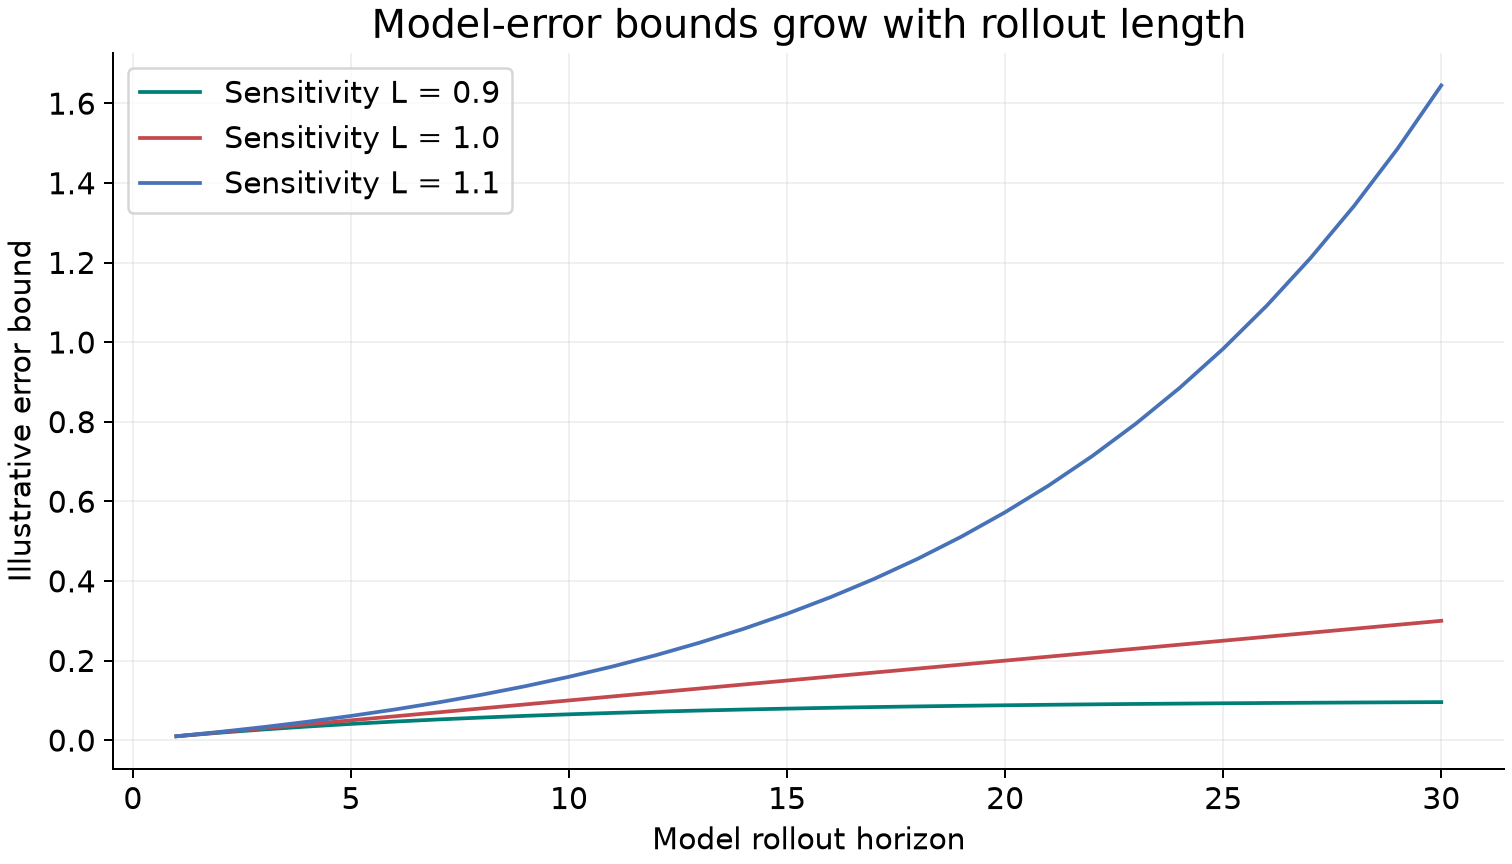 Model-error bounds grow with rollout length
Sensitivity L = 0.9
Sensitivity L = 1.0
Sensitivity L = 1.1
Illustrative error bound
1.6
1.4
1.2
1.0
0.8
0.6
0.4
0.2
0.0
0 5 10 15 20 25 30
Model rollout horizon